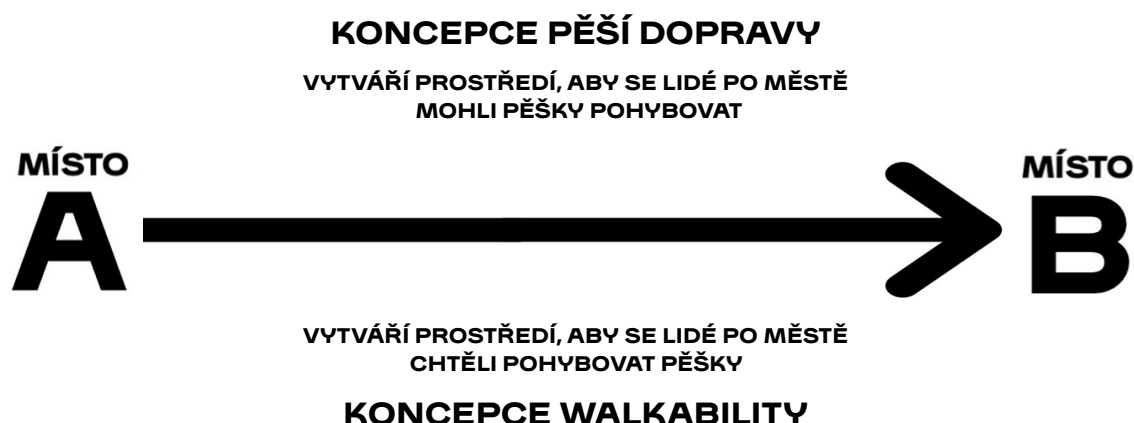 KONCEPCE PĚŠÍ DOPRAVY
VYTVÁŘÍ PROSTŘEDÍ, ABY SE LIDÉ PO MĚSTĚ
MOHLI PĚŠKY POHYBOVAT
MÍSTO
A
MÍSTO
B
VYTVÁŘÍ PROSTŘEDÍ, ABY SE LIDÉ PO MĚSTĚ
CHTĚLI POHYBOVAT PĚŠKY
KONCEPCE WALKABILITY